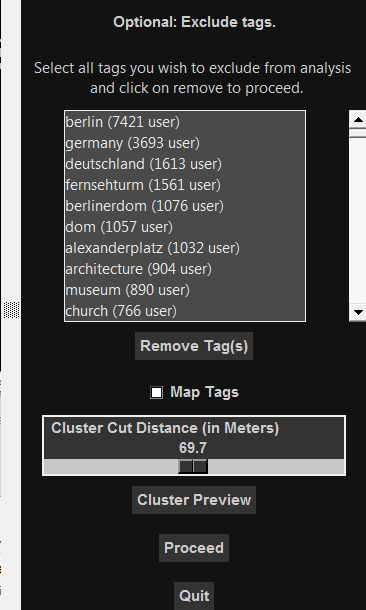 Optional: Exclude tags.
Select all tags you wish to exclude from analysis
and click on remove to proceed.
berlin (7421 user)
germany (3693 user)
deutschland (1613 user)
fernsehturm (1561 user)
berlinerdom (1076 user)
dom (1057 user)
alexanderplatz (1032 user)
architecture (904 user)
museum (890 user)
church (766 user)
Remove Tag(s)
Map Tags
Cluster Cut Distance (in Meters)
69.7
Cluster Preview
Proceed
Quit